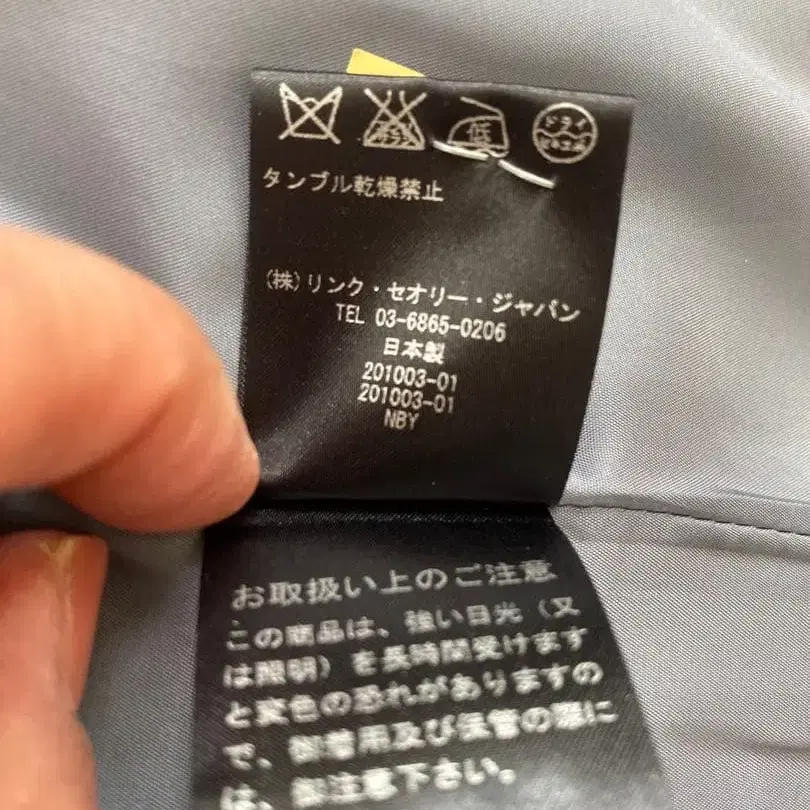 低 ドライ
タンブル乾燥禁止
(株)リンク・セオリー・ジャパン
TEL 03-6865-0206
日本製
201003-01
201003-01
NBY
お取扱い上のご注意
この商品は、強い日光(又
は照明)を長時間受けます
と変色の恐れがありますの
で、御着用及び保管の際に
は、御注意下さい。